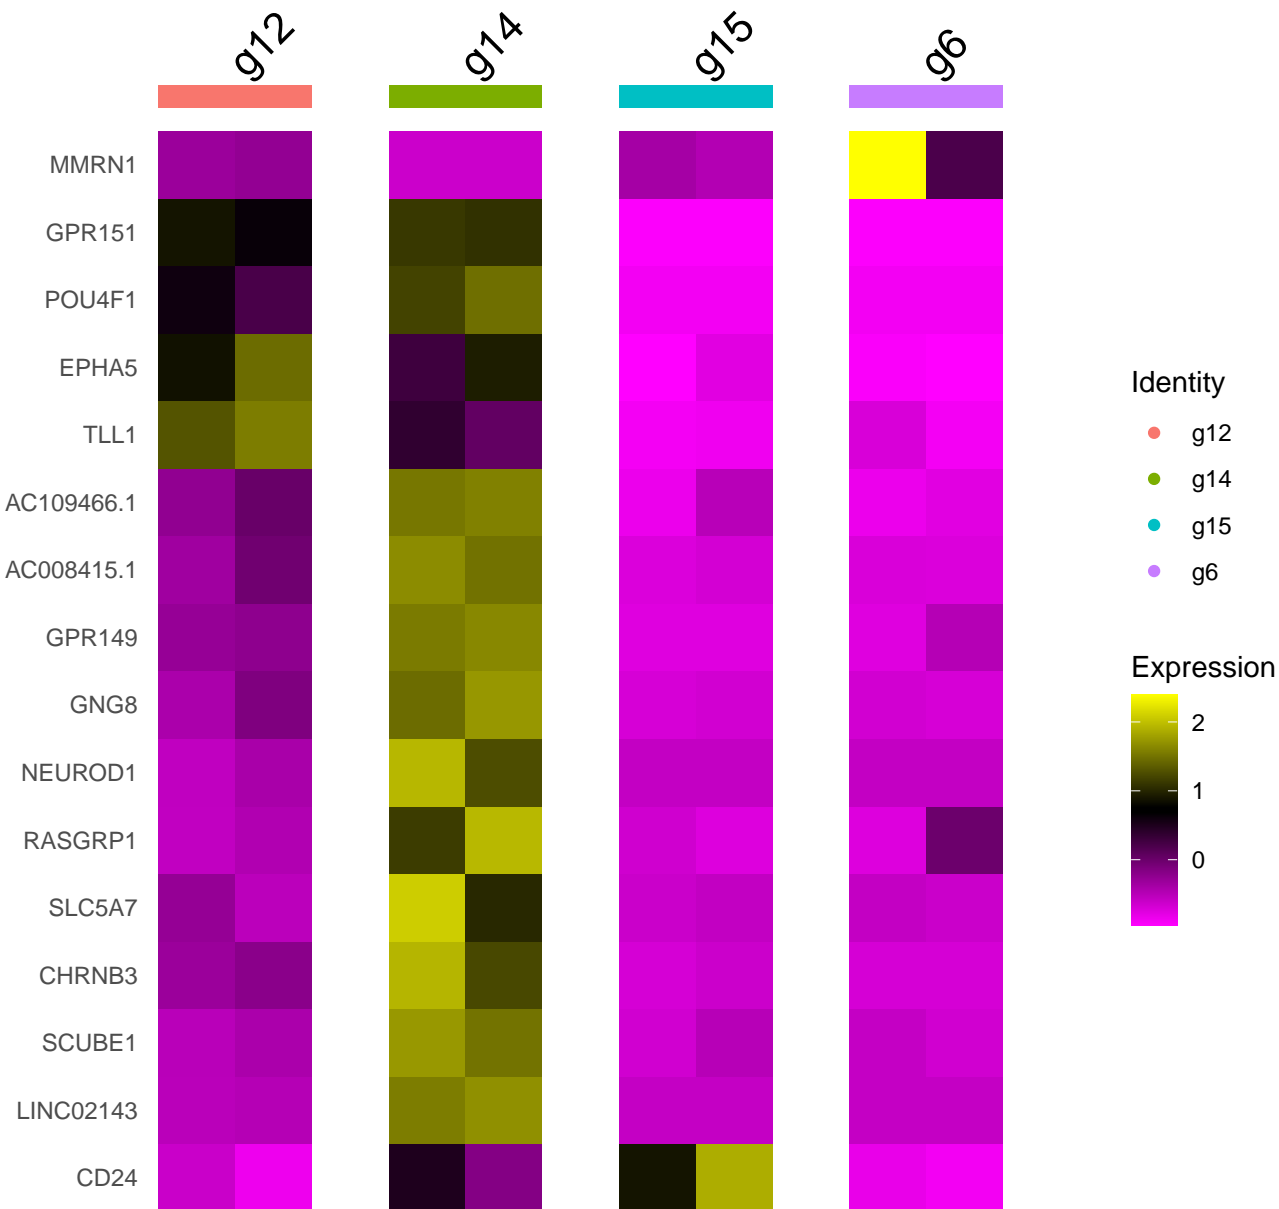 g12 g14 g15 g6
MMRN1
GPR151
POU4F1
EPHA5
TLL1
AC109466.1
AC008415.1
GPR149
GNG8
NEUROD1
RASGRP1
SLC5A7
CHRNB3
SCUBE1
LINC02143
CD24
Identity
g12
g14
g15
g6
Expression
2
1
0